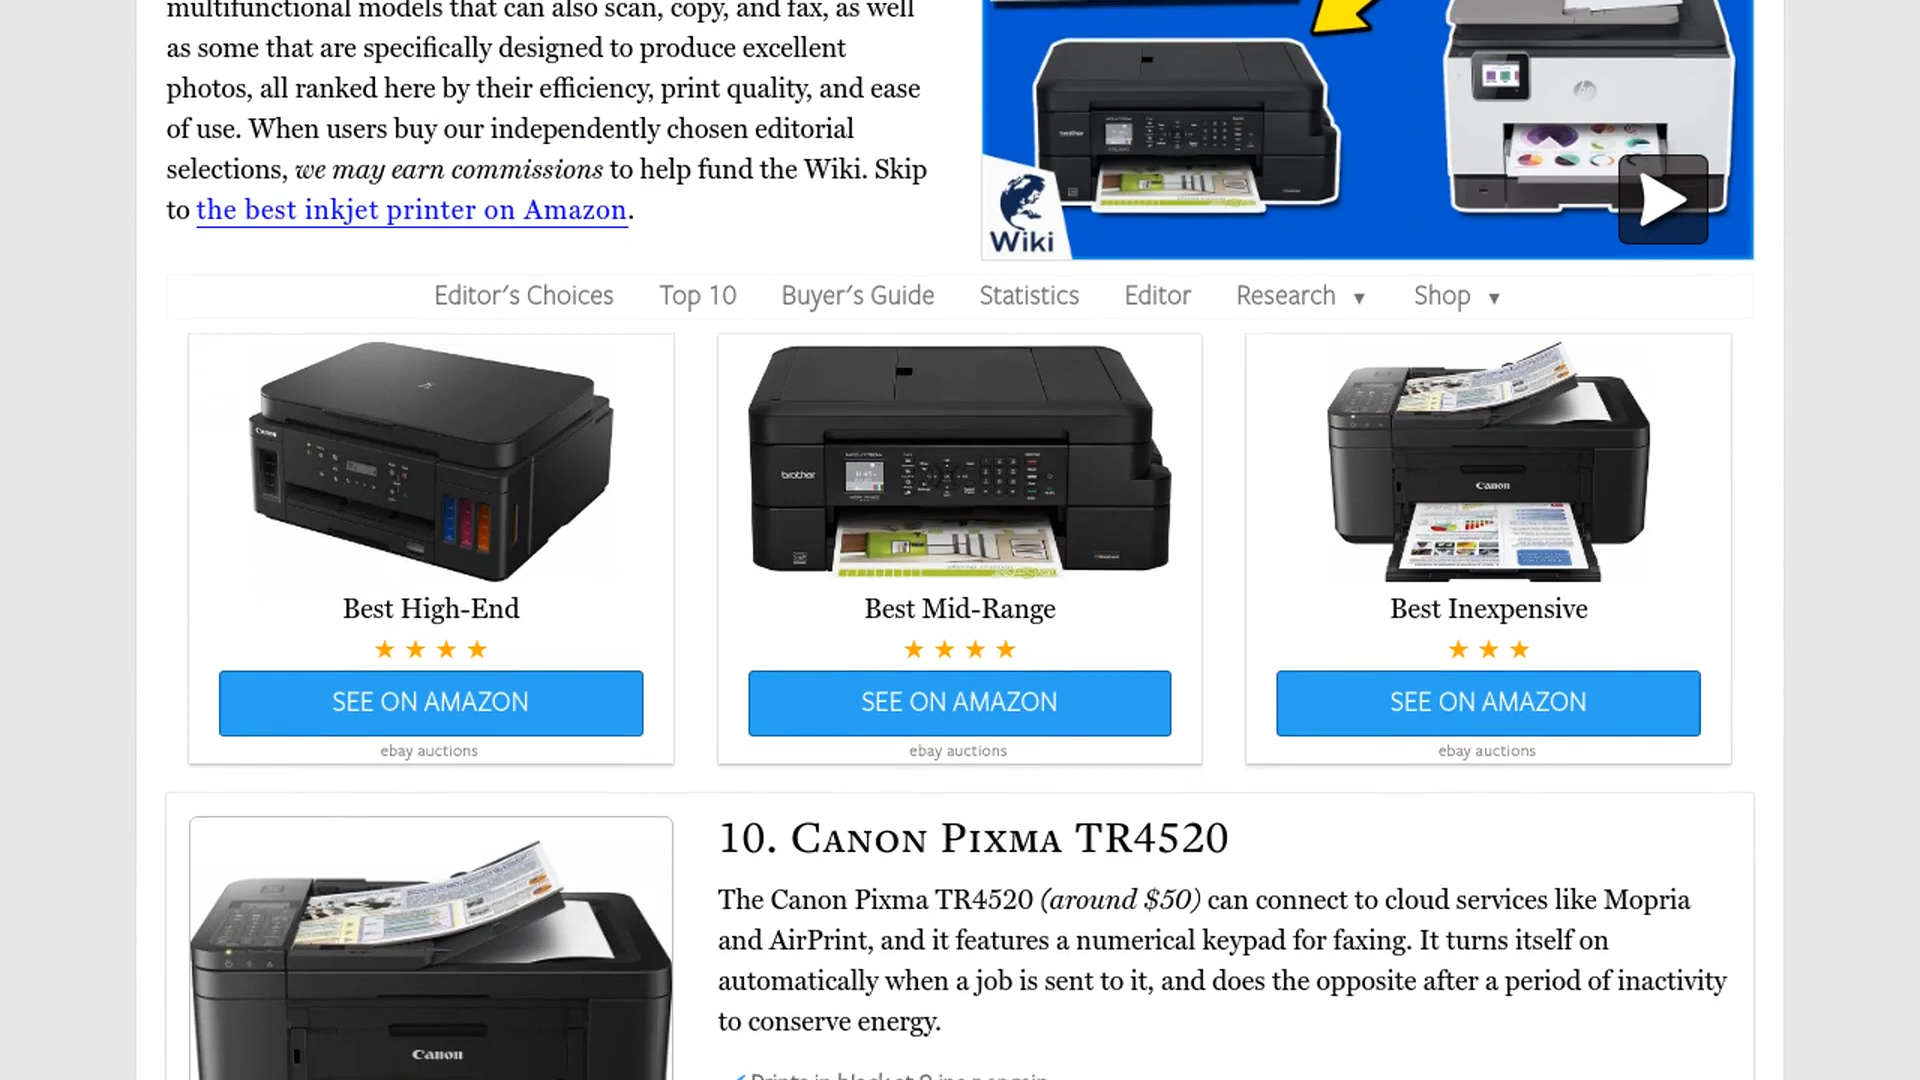 multifunctional models that can also scan, copy, and fax, as well
as some that are specifically designed to produce excellent
photos, all ranked here by their efficiency, print quality, and ease
of use. When users buy our independently chosen editorial
selections, we may earn commissions to help fund the Wiki. Skip
to the best inkjet printer on Amazon.
brother
hp
Wiki
Editor's Choices Top 10 Buyer's Guide Statistics Editor Research ▼ Shop ▼
Canon
brother
Canon
Best High-End
★ ★ ★ ★
SEE ON AMAZON
ebay auctions
Best Mid-Range
★ ★ ★ ★
SEE ON AMAZON
ebay auctions
Best Inexpensive
★ ★ ★
SEE ON AMAZON
ebay auctions
Canon
10. Canon Pixma TR4520
The Canon Pixma TR4520 (around $50) can connect to cloud services like Mopria
and AirPrint, and it features a numerical keypad for faxing. It turns itself on
automatically when a job is sent to it, and does the opposite after a period of inactivity
to conserve energy.